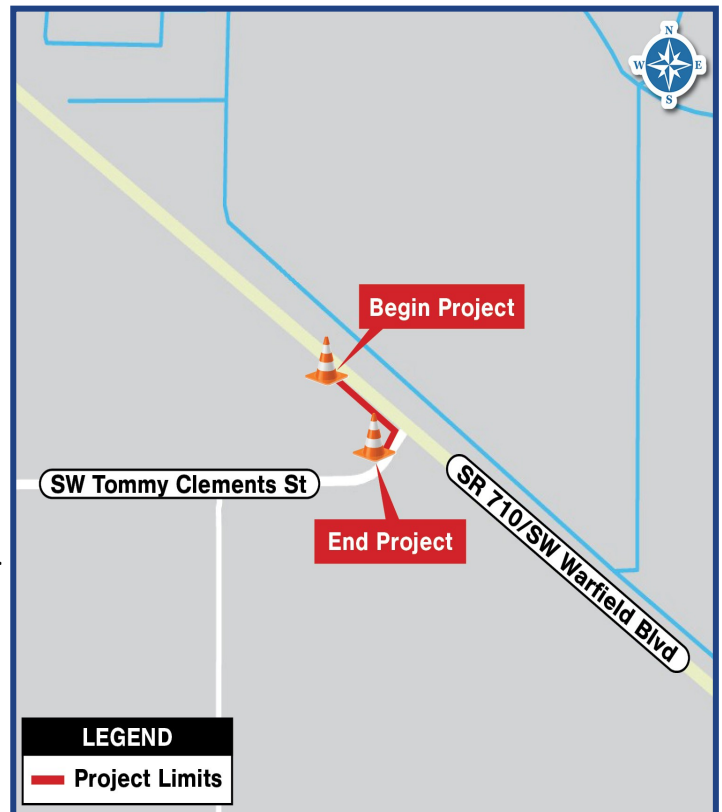 N
W E
S
Begin Project
SW Tommy Clements St
SR 710/SW Warfield Blvd
End Project
LEGEND
Project Limits